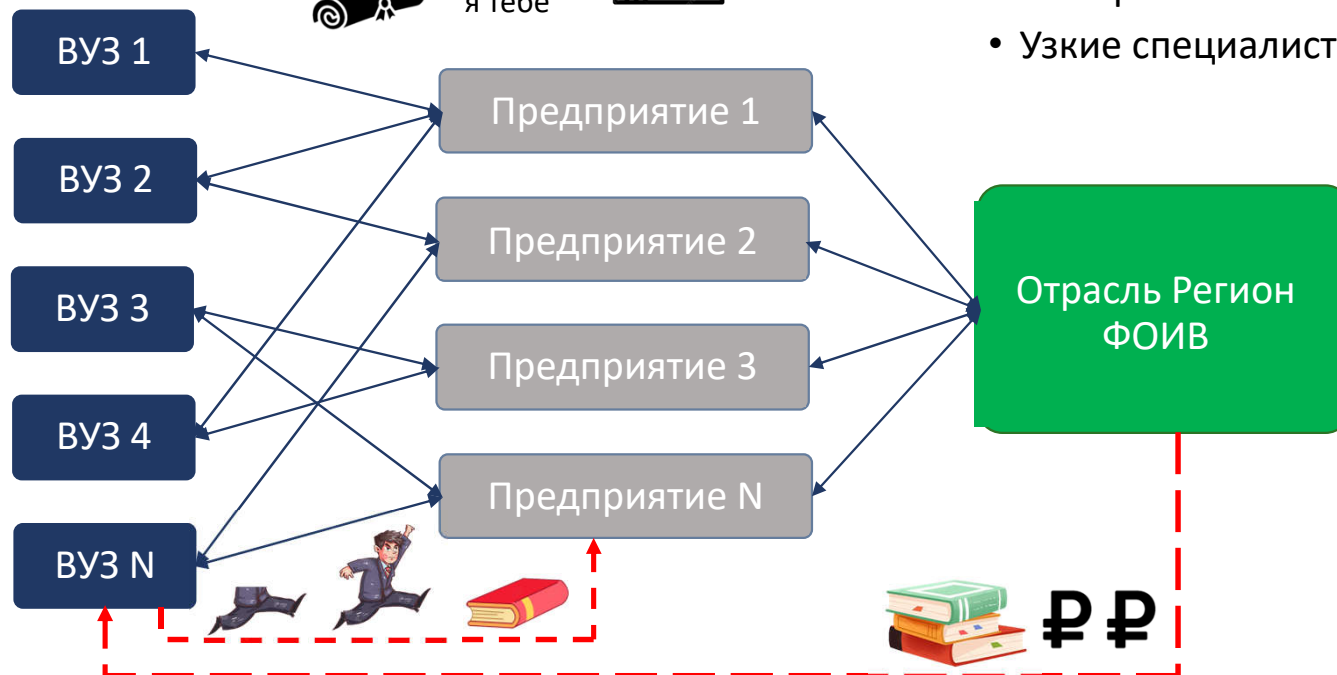 я тебе
• Узкие специалист
ВУЗ 1
ВУЗ 2
ВУЗ 3
ВУЗ 4
ВУЗ N
Предприятие 1
Предприятие 2
Предприятие 3
Предприятие N
Отрасль Регион
ФОИВ
₽ ₽